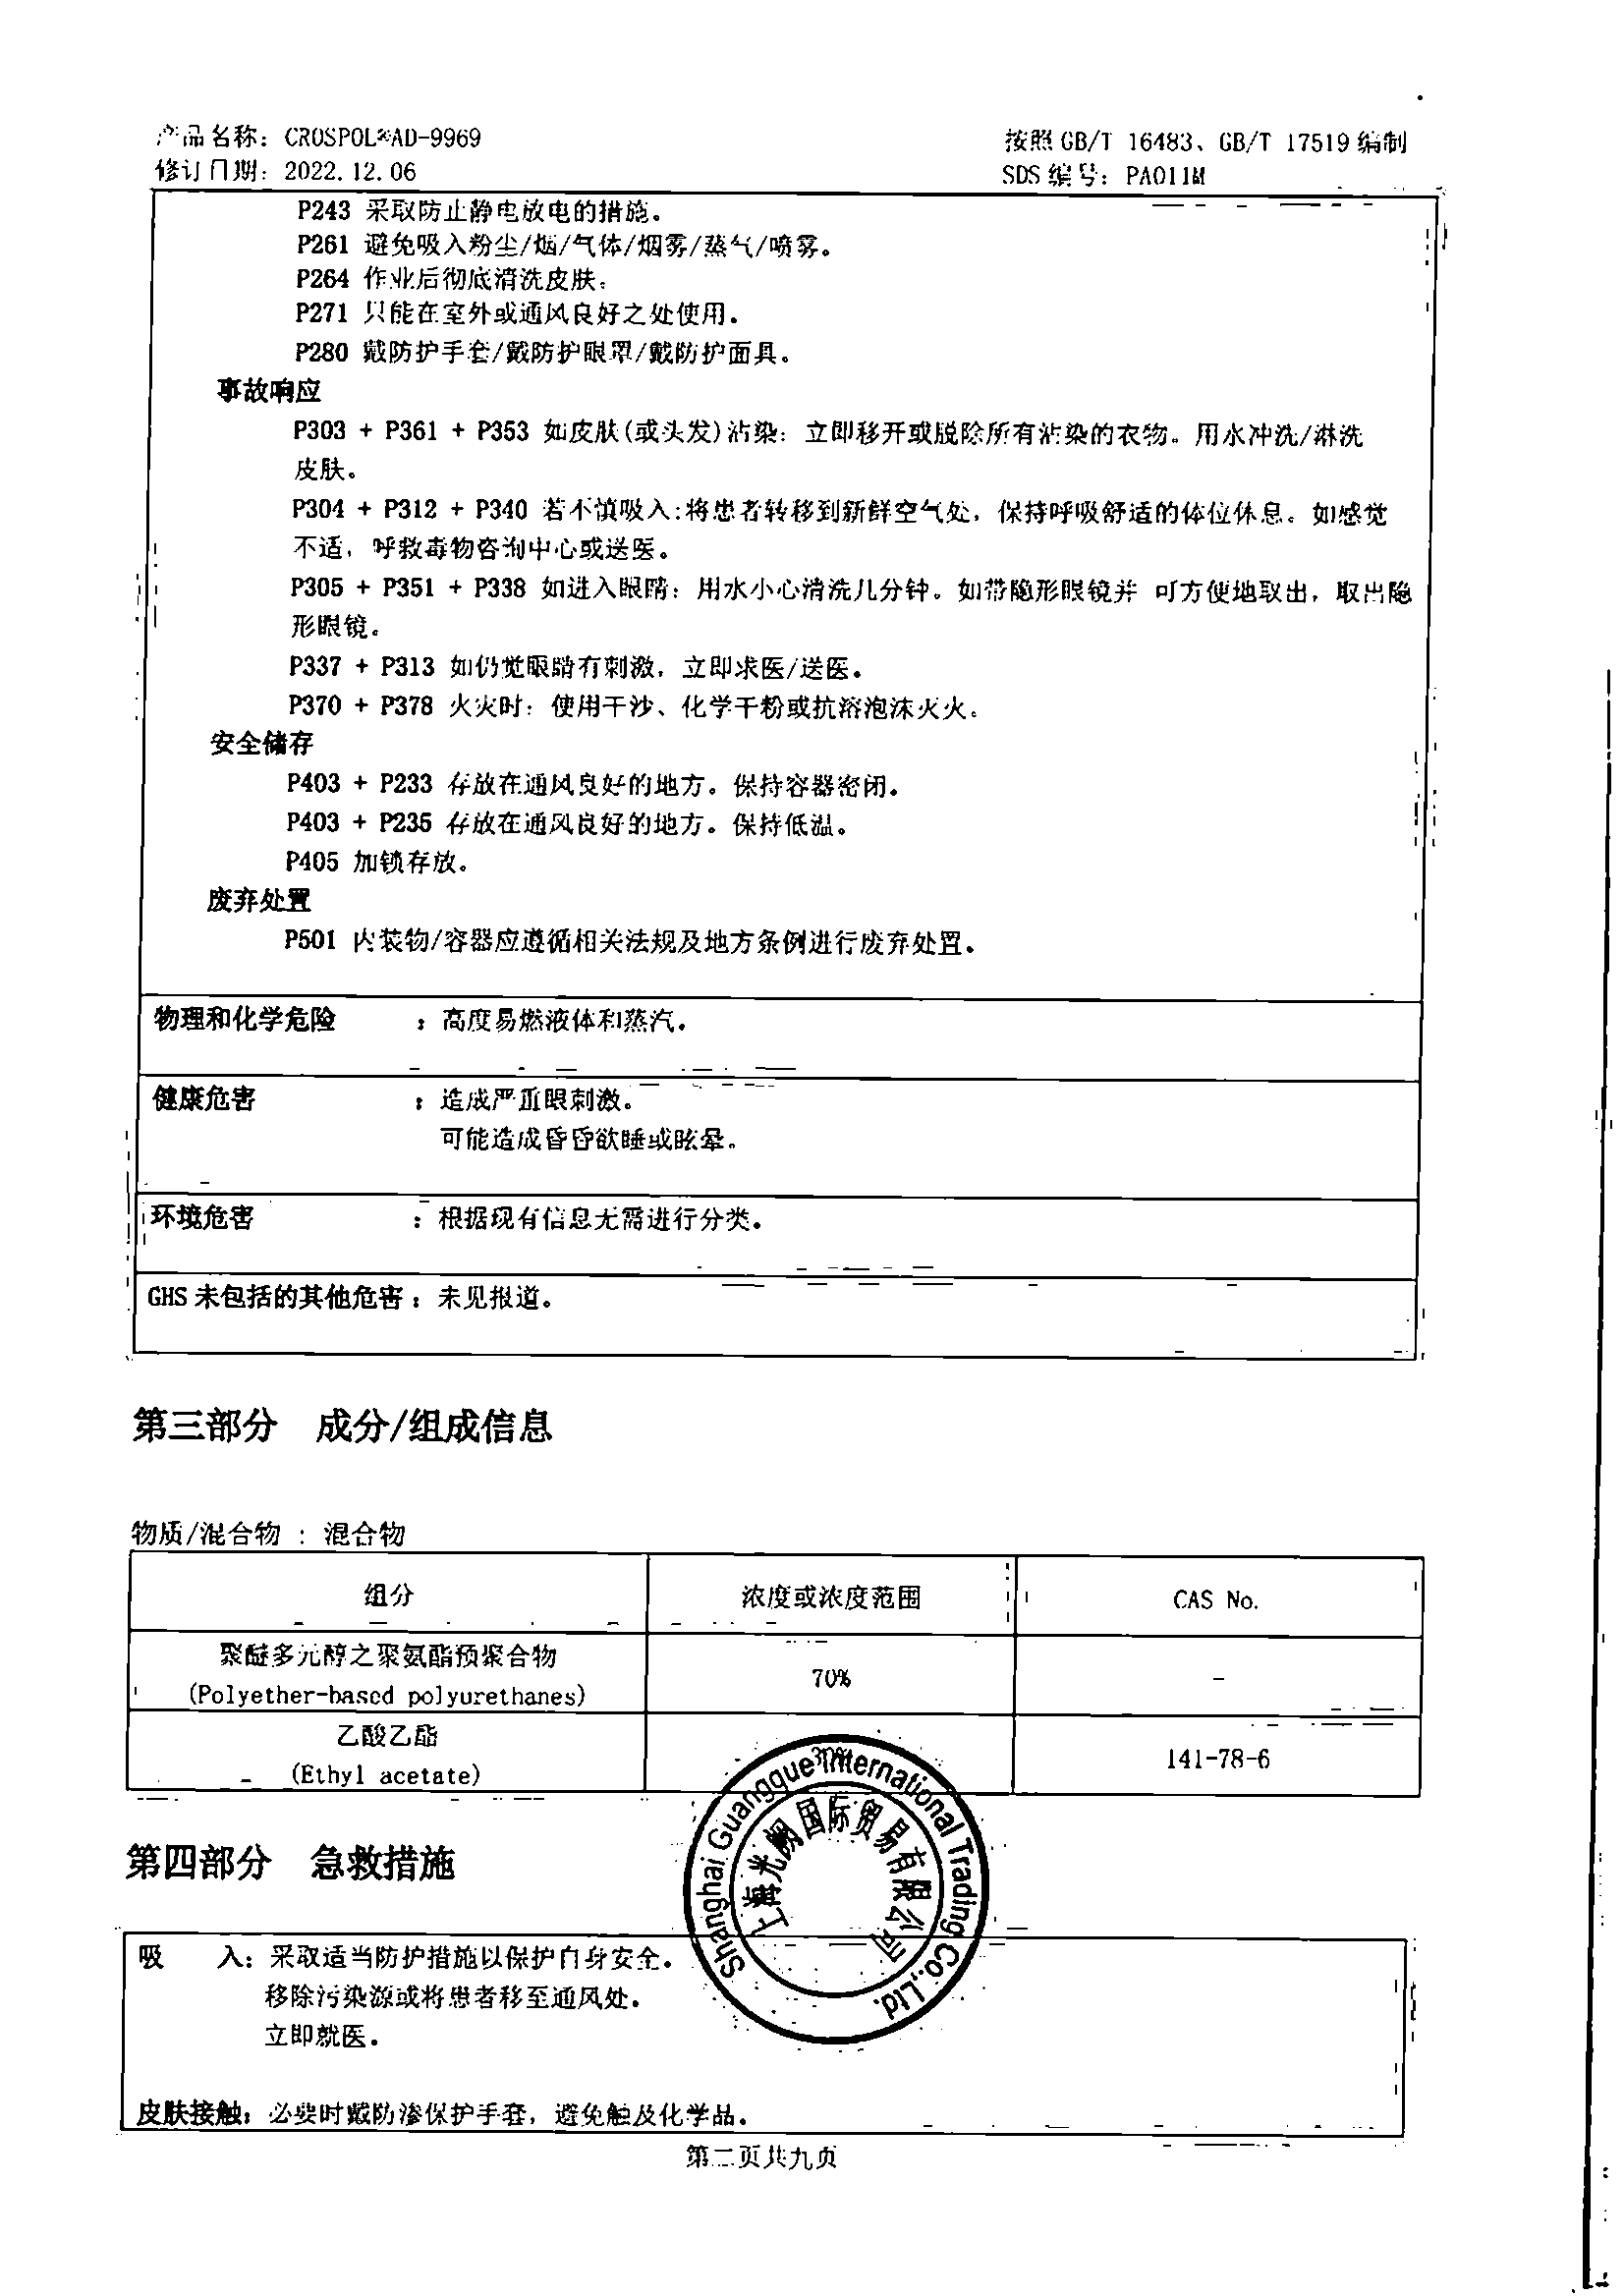 产品名称：CROSPOL®AD-9969
按照 GB/T 16483、GB/T 17519 编制
修订日期：2022.12.06
SDS 编号：PA011M
P243 采取防止静电放电的措施。
P261 避免吸入粉尘/烟/气体/烟雾/蒸气/喷雾。
P264 作业后彻底清洗皮肤。
P271 只能在室外或通风良好之处使用。
P280 戴防护手套/戴防护眼罩/戴防护面具。
事故响应
P303 + P361 + P353 如皮肤(或头发)沾染：立即移开或脱除所有沾染的衣物。用水冲洗/淋洗
皮肤。
P304 + P312 + P340 若不慎吸入:将患者转移到新鲜空气处，保持呼吸舒适的体位休息。如感觉
不适，呼救毒物咨询中心或送医。
P305 + P351 + P338 如进入眼睛：用水小心清洗几分钟。如带隐形眼镜并 可方便地取出，取出隐
形眼镜。
P337 + P313 如仍觉眼睛有刺激，立即求医/送医。
P370 + P378 火灾时：使用干沙、化学干粉或抗溶泡沫灭火。
安全储存
P403 + P233 存放在通风良好的地方。保持容器密闭。
P403 + P235 存放在通风良好的地方。保持低温。
P405 加锁存放。
废弃处置
P501 内装物/容器应遵循相关法规及地方条例进行废弃处置。
物理和化学危险 ：高度易燃液体和蒸汽。
健康危害 ：造成严重眼刺激。
可能造成昏昏欲睡或眩晕。
环境危害 ：根据现有信息无需进行分类。
GHS 未包括的其他危害：未见报道。
第三部分 成分/组成信息
物质/混合物 : 混合物
组分 浓度或浓度范围 CAS No.
聚醚多元醇之聚氨酯预聚合物
(Polyether-based polyurethanes) 70% -
乙酸乙酯
(Ethyl acetate) 30% 141-78-6
Shanghai Guangque International Trading Co.,Ltd.
上海光阙国际贸易有限公司
第四部分 急救措施
吸 入：采取适当防护措施以保护自身安全。
移除污染源或将患者移至通风处。
立即就医。
皮肤接触：必要时戴防渗保护手套，避免触及化学品。
第二页共九页